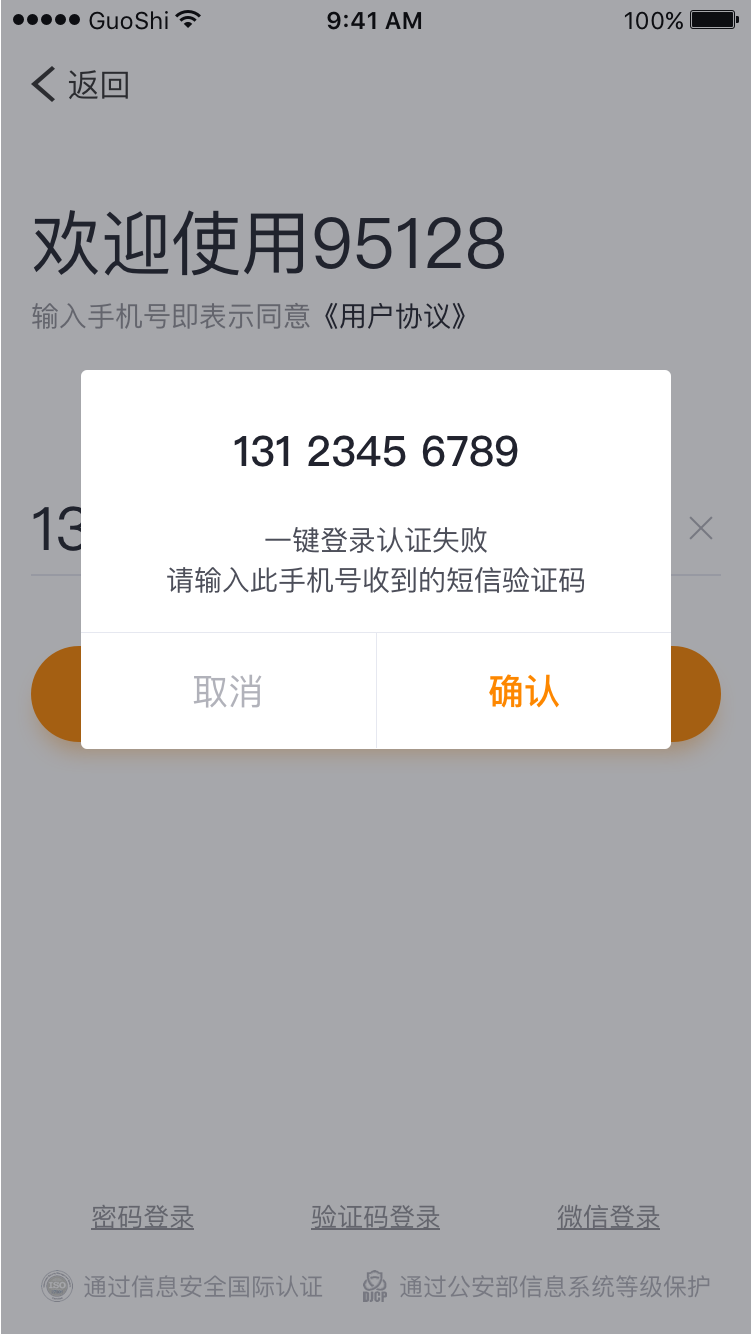 GuoShi 9:41 AM 100%
返回
欢迎使用95128
输入手机号即表示同意《用户协议》
131 2345 6789
13
一键登录认证失败
请输入此手机号收到的短信验证码
取消 确认
密码登录 验证码登录 微信登录
通过信息安全国际认证 DJCP 通过公安部信息系统等级保护